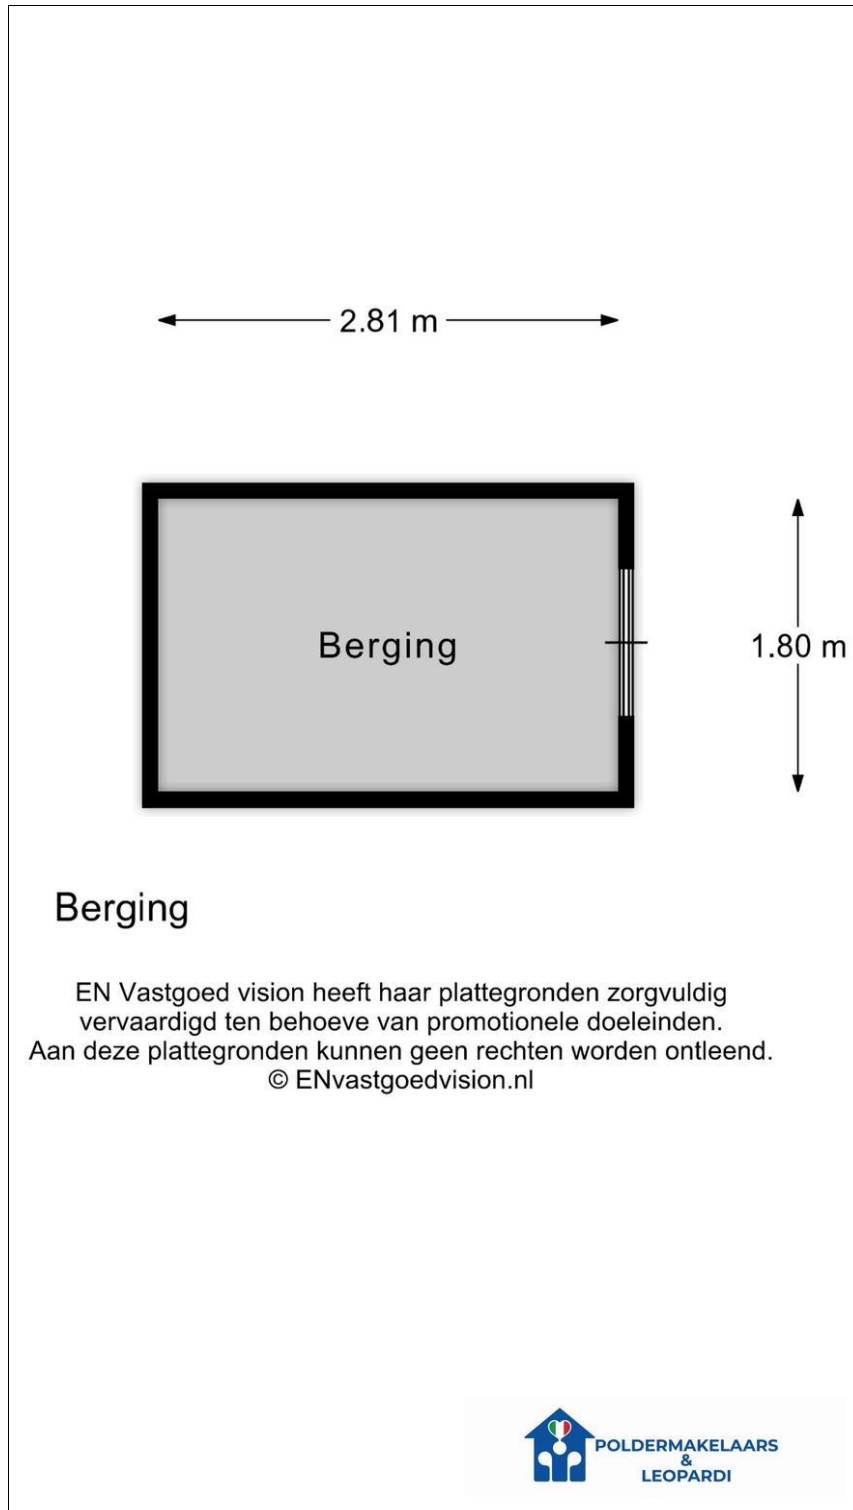 2.81 m
Berging
1.80 m
Berging
EN Vastgoed vision heeft haar plattegronden zorgvuldig
vervaardigd ten behoeve van promotionele doeleinden.
Aan deze plattegronden kunnen geen rechten worden ontleend.
© ENvastgoedvision.nl
POLDERMAKELAARS
&
LEOPARDI